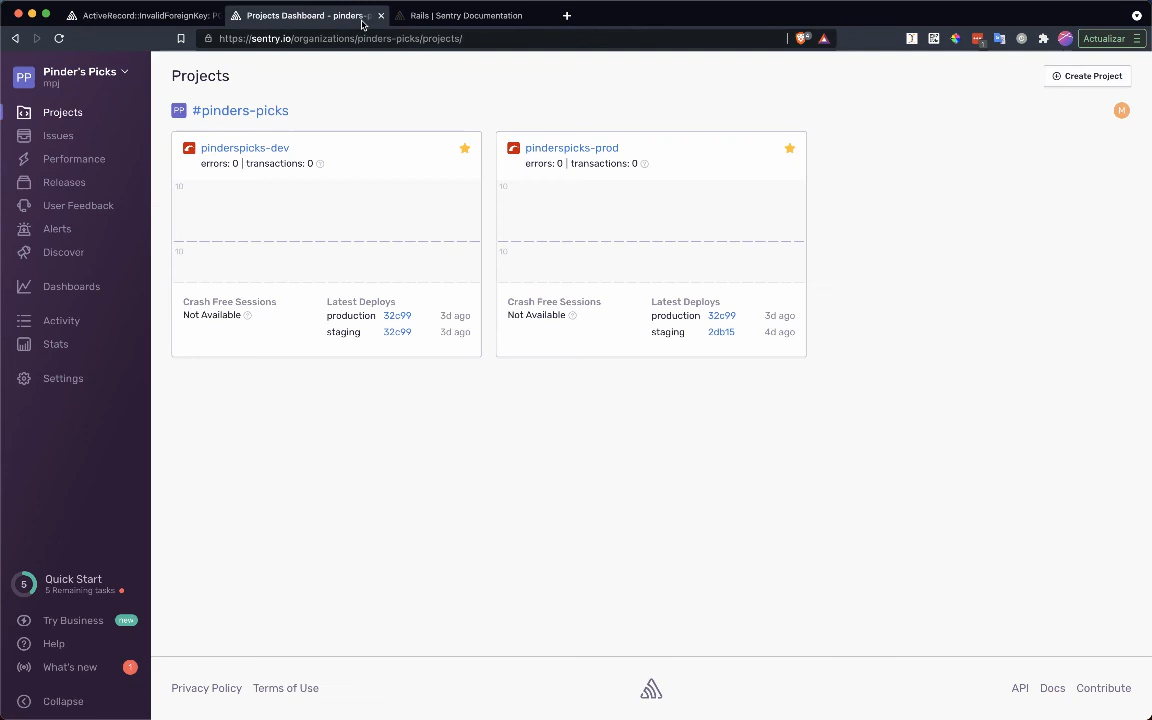 ActiveRecord::InvalidForeignKey: PG
Projects Dashboard - pinders-p
Rails | Sentry Documentation
https://sentry.io/organizations/pinders-picks/projects/
Actualizar
PP
Pinder's Picks
mpj
Projects
Issues
Performance
Releases
User Feedback
Alerts
Discover
Dashboards
Activity
Stats
Settings
5
Quick Start
5 Remaining tasks
Try Business new
Help
What's new 1
Collapse
Projects
Create Project
PP #pinders-picks
M
pinderspicks-dev
errors: 0 | transactions: 0
10
10
Crash Free Sessions
Not Available
Latest Deploys
production 32c99 3d ago
staging 32c99 3d ago
pinderspicks-prod
errors: 0 | transactions: 0
10
10
Crash Free Sessions
Not Available
Latest Deploys
production 32c99 3d ago
staging 2db15 4d ago
Privacy Policy Terms of Use
API Docs Contribute